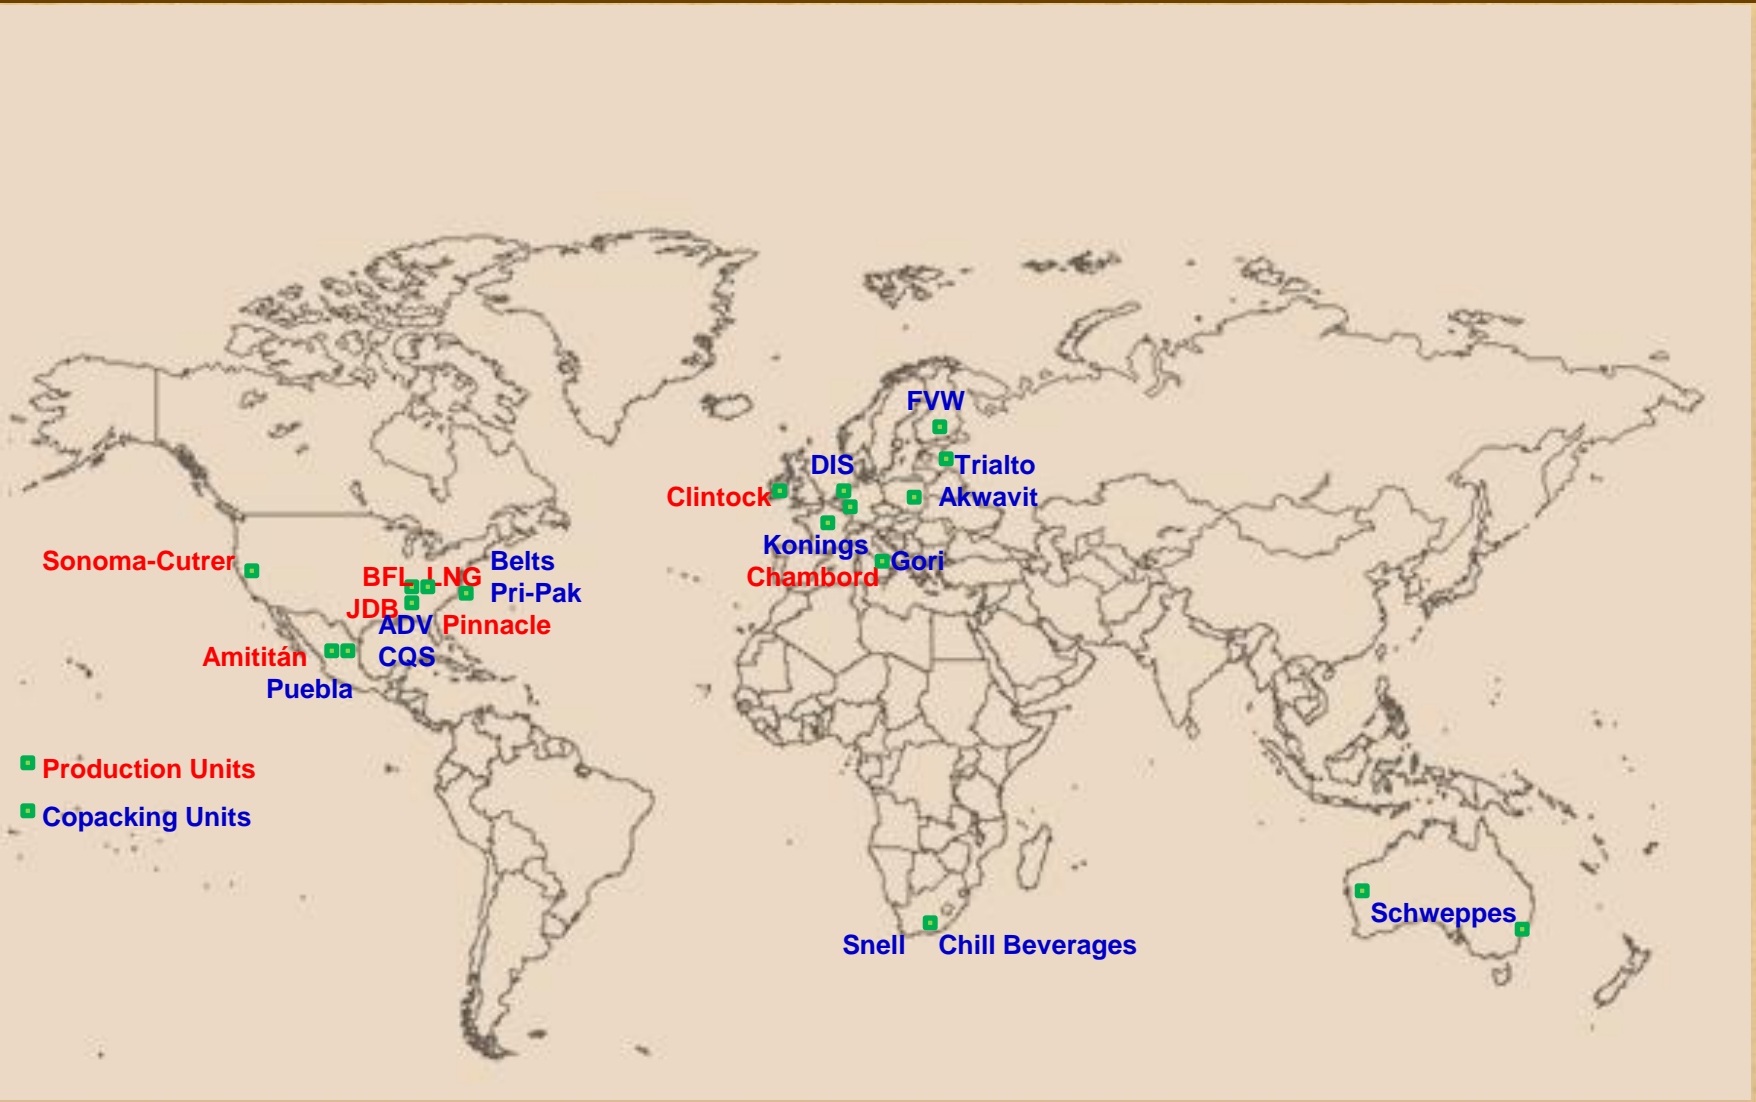 FVW
DIS
Trialto
Clintock
Akwavit
Konings
Gori
Chambord
Sonoma-Cutrer
Belts
BFL LNG
Pri-Pak
JDB
ADV Pinnacle
Amititán
CQS
Puebla
Production Units
Copacking Units
Schweppes
Snell Chill Beverages